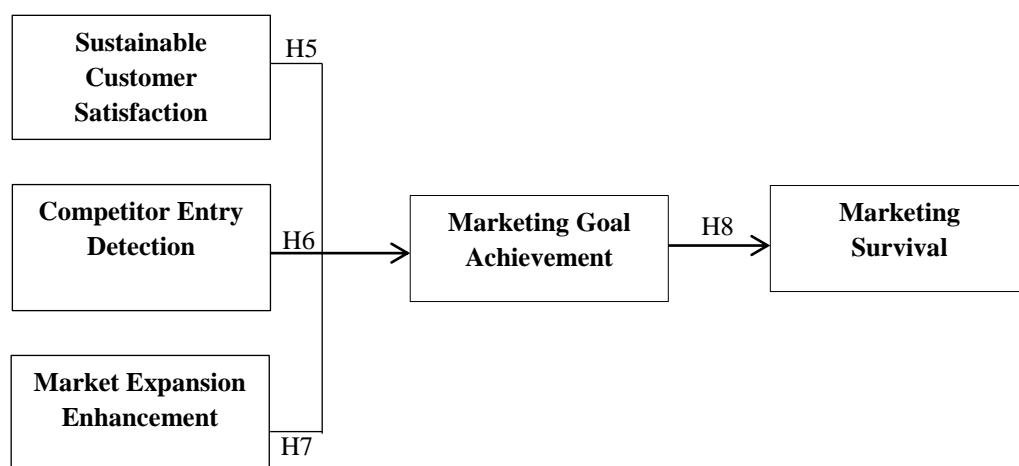 Sustainable
Customer
Satisfaction
H5
Competitor Entry
Detection
H6
Marketing Goal
Achievement
H8
Marketing
Survival
Market Expansion
Enhancement
H7